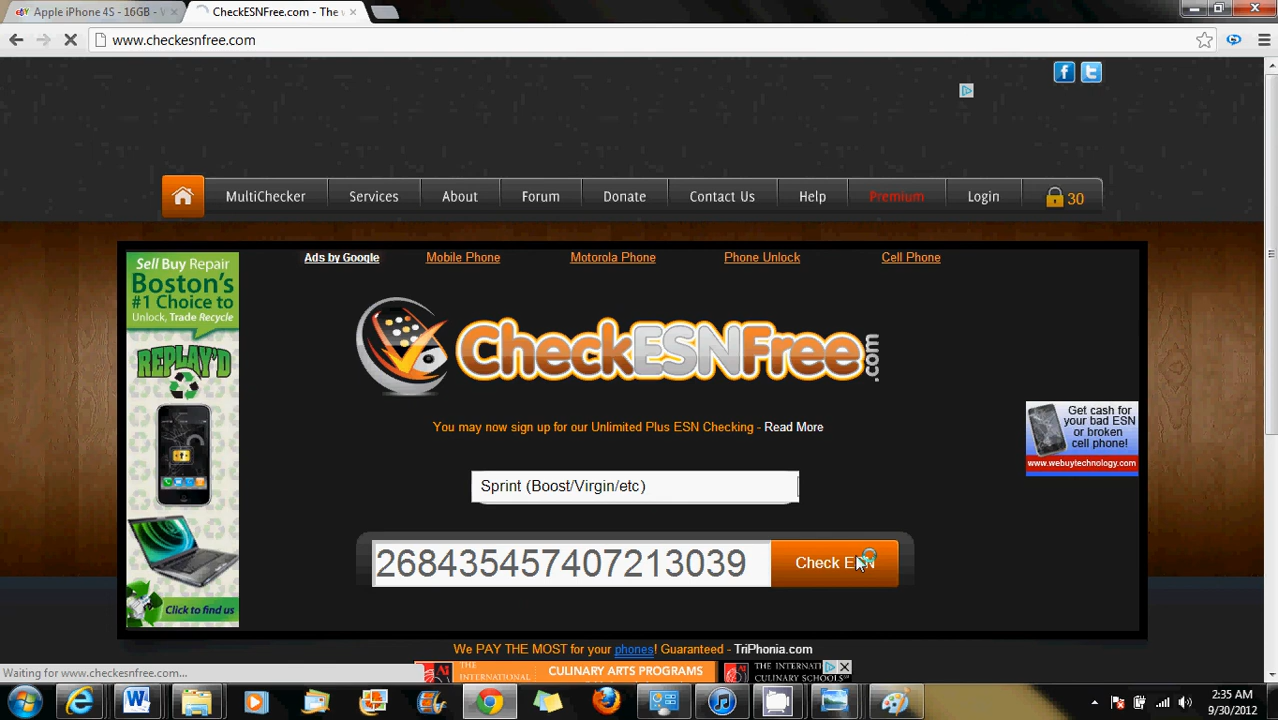 Apple iPhone 4S - 16GB -
CheckESNFree.com - The
www.checkesnfree.com
MultiChecker
Services
About
Forum
Donate
Contact Us
Help
Premium
Login
30
Sell Buy Repair
Boston's
#1 Choice to
Unlock, Trade Recycle
REPLAY'D
Click to find us
Ads by Google
Mobile Phone
Motorola Phone
Phone Unlock
Cell Phone
CheckESNFree.com
You may now sign up for our Unlimited Plus ESN Checking - Read More
Get cash for
your bad ESN
or broken
cell phone!
www.webuytechnology.com
Sprint (Boost/Virgin/etc)
268435457407213039
Check ESN
We PAY THE MOST for your phones! Guaranteed - TriPhonia.com
Waiting for www.checkesnfree.com...
THE
INTERNATIONAL
CULINARY ARTS PROGRAMS
CULINARY SCHOOLS
2:35 AM
9/30/2012